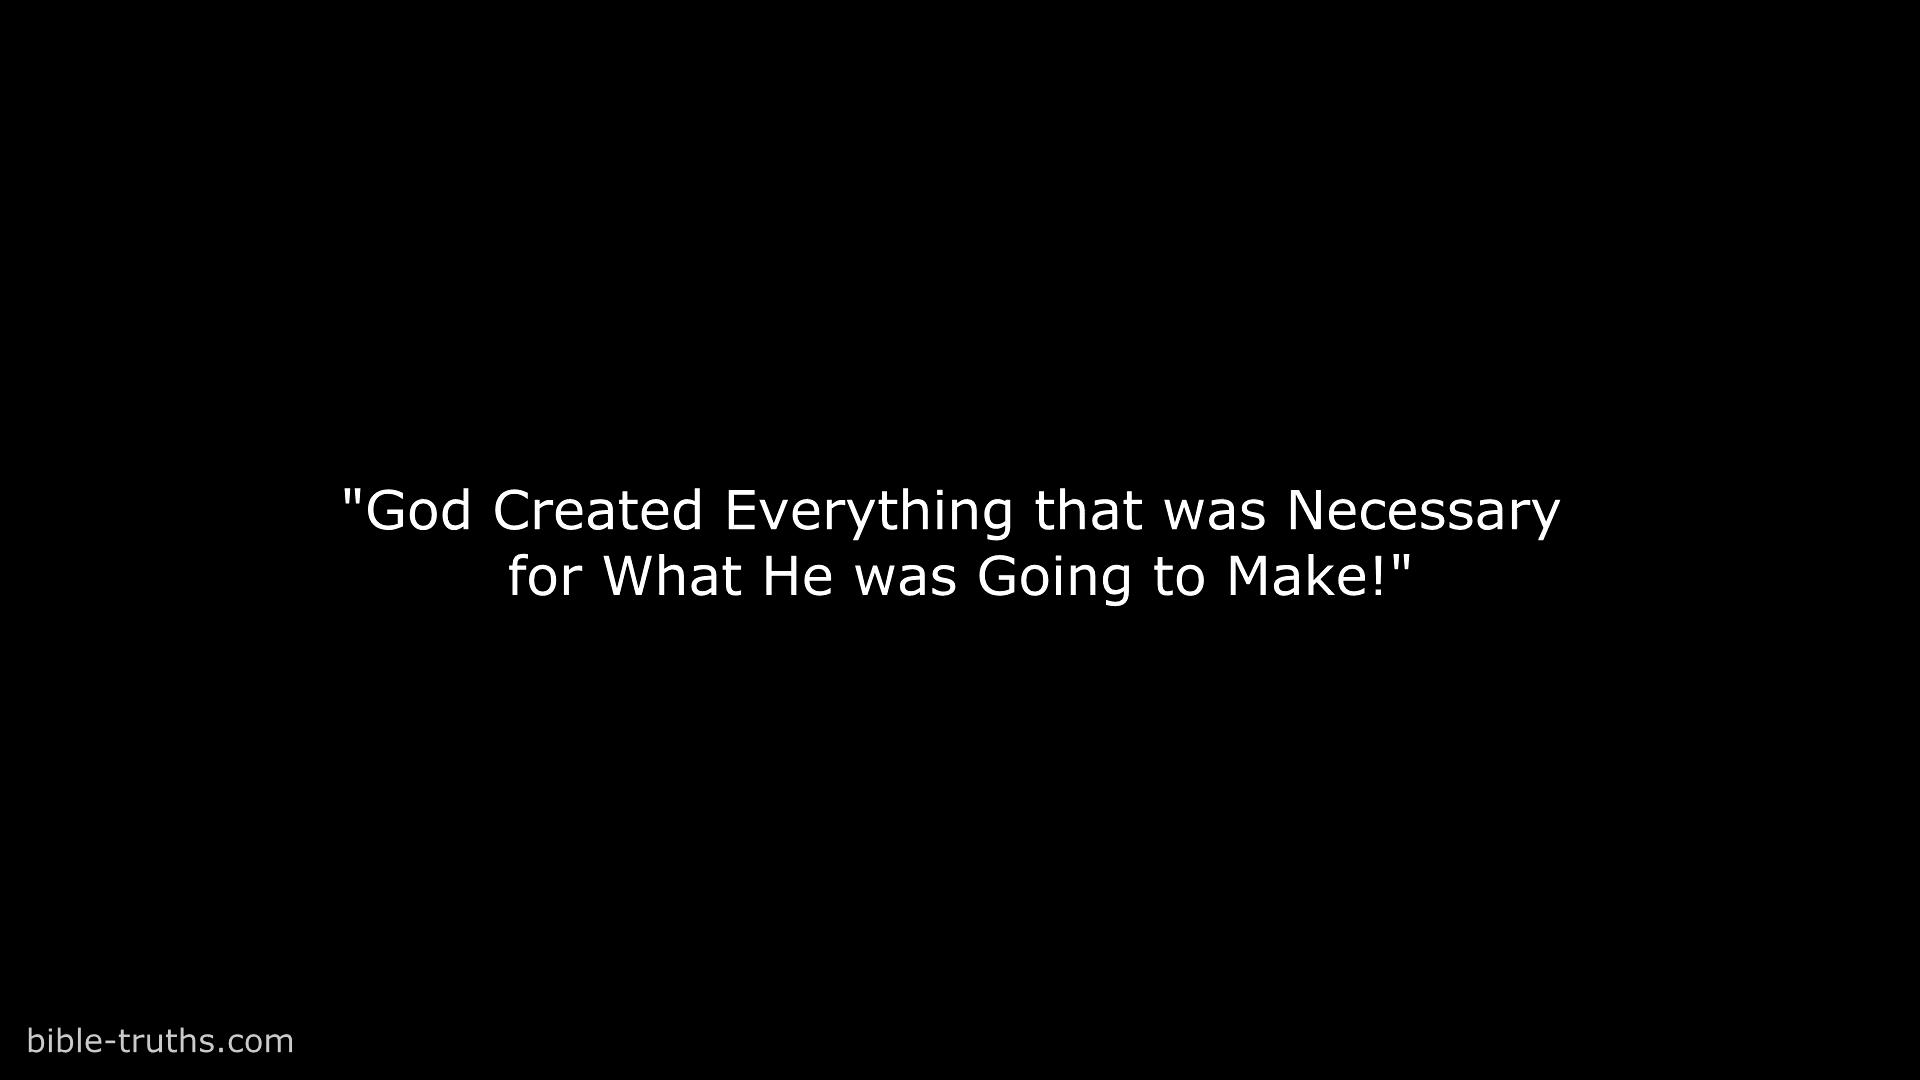 "God Created Everything that was Necessary
for What He was Going to Make!"
bible-truths.com